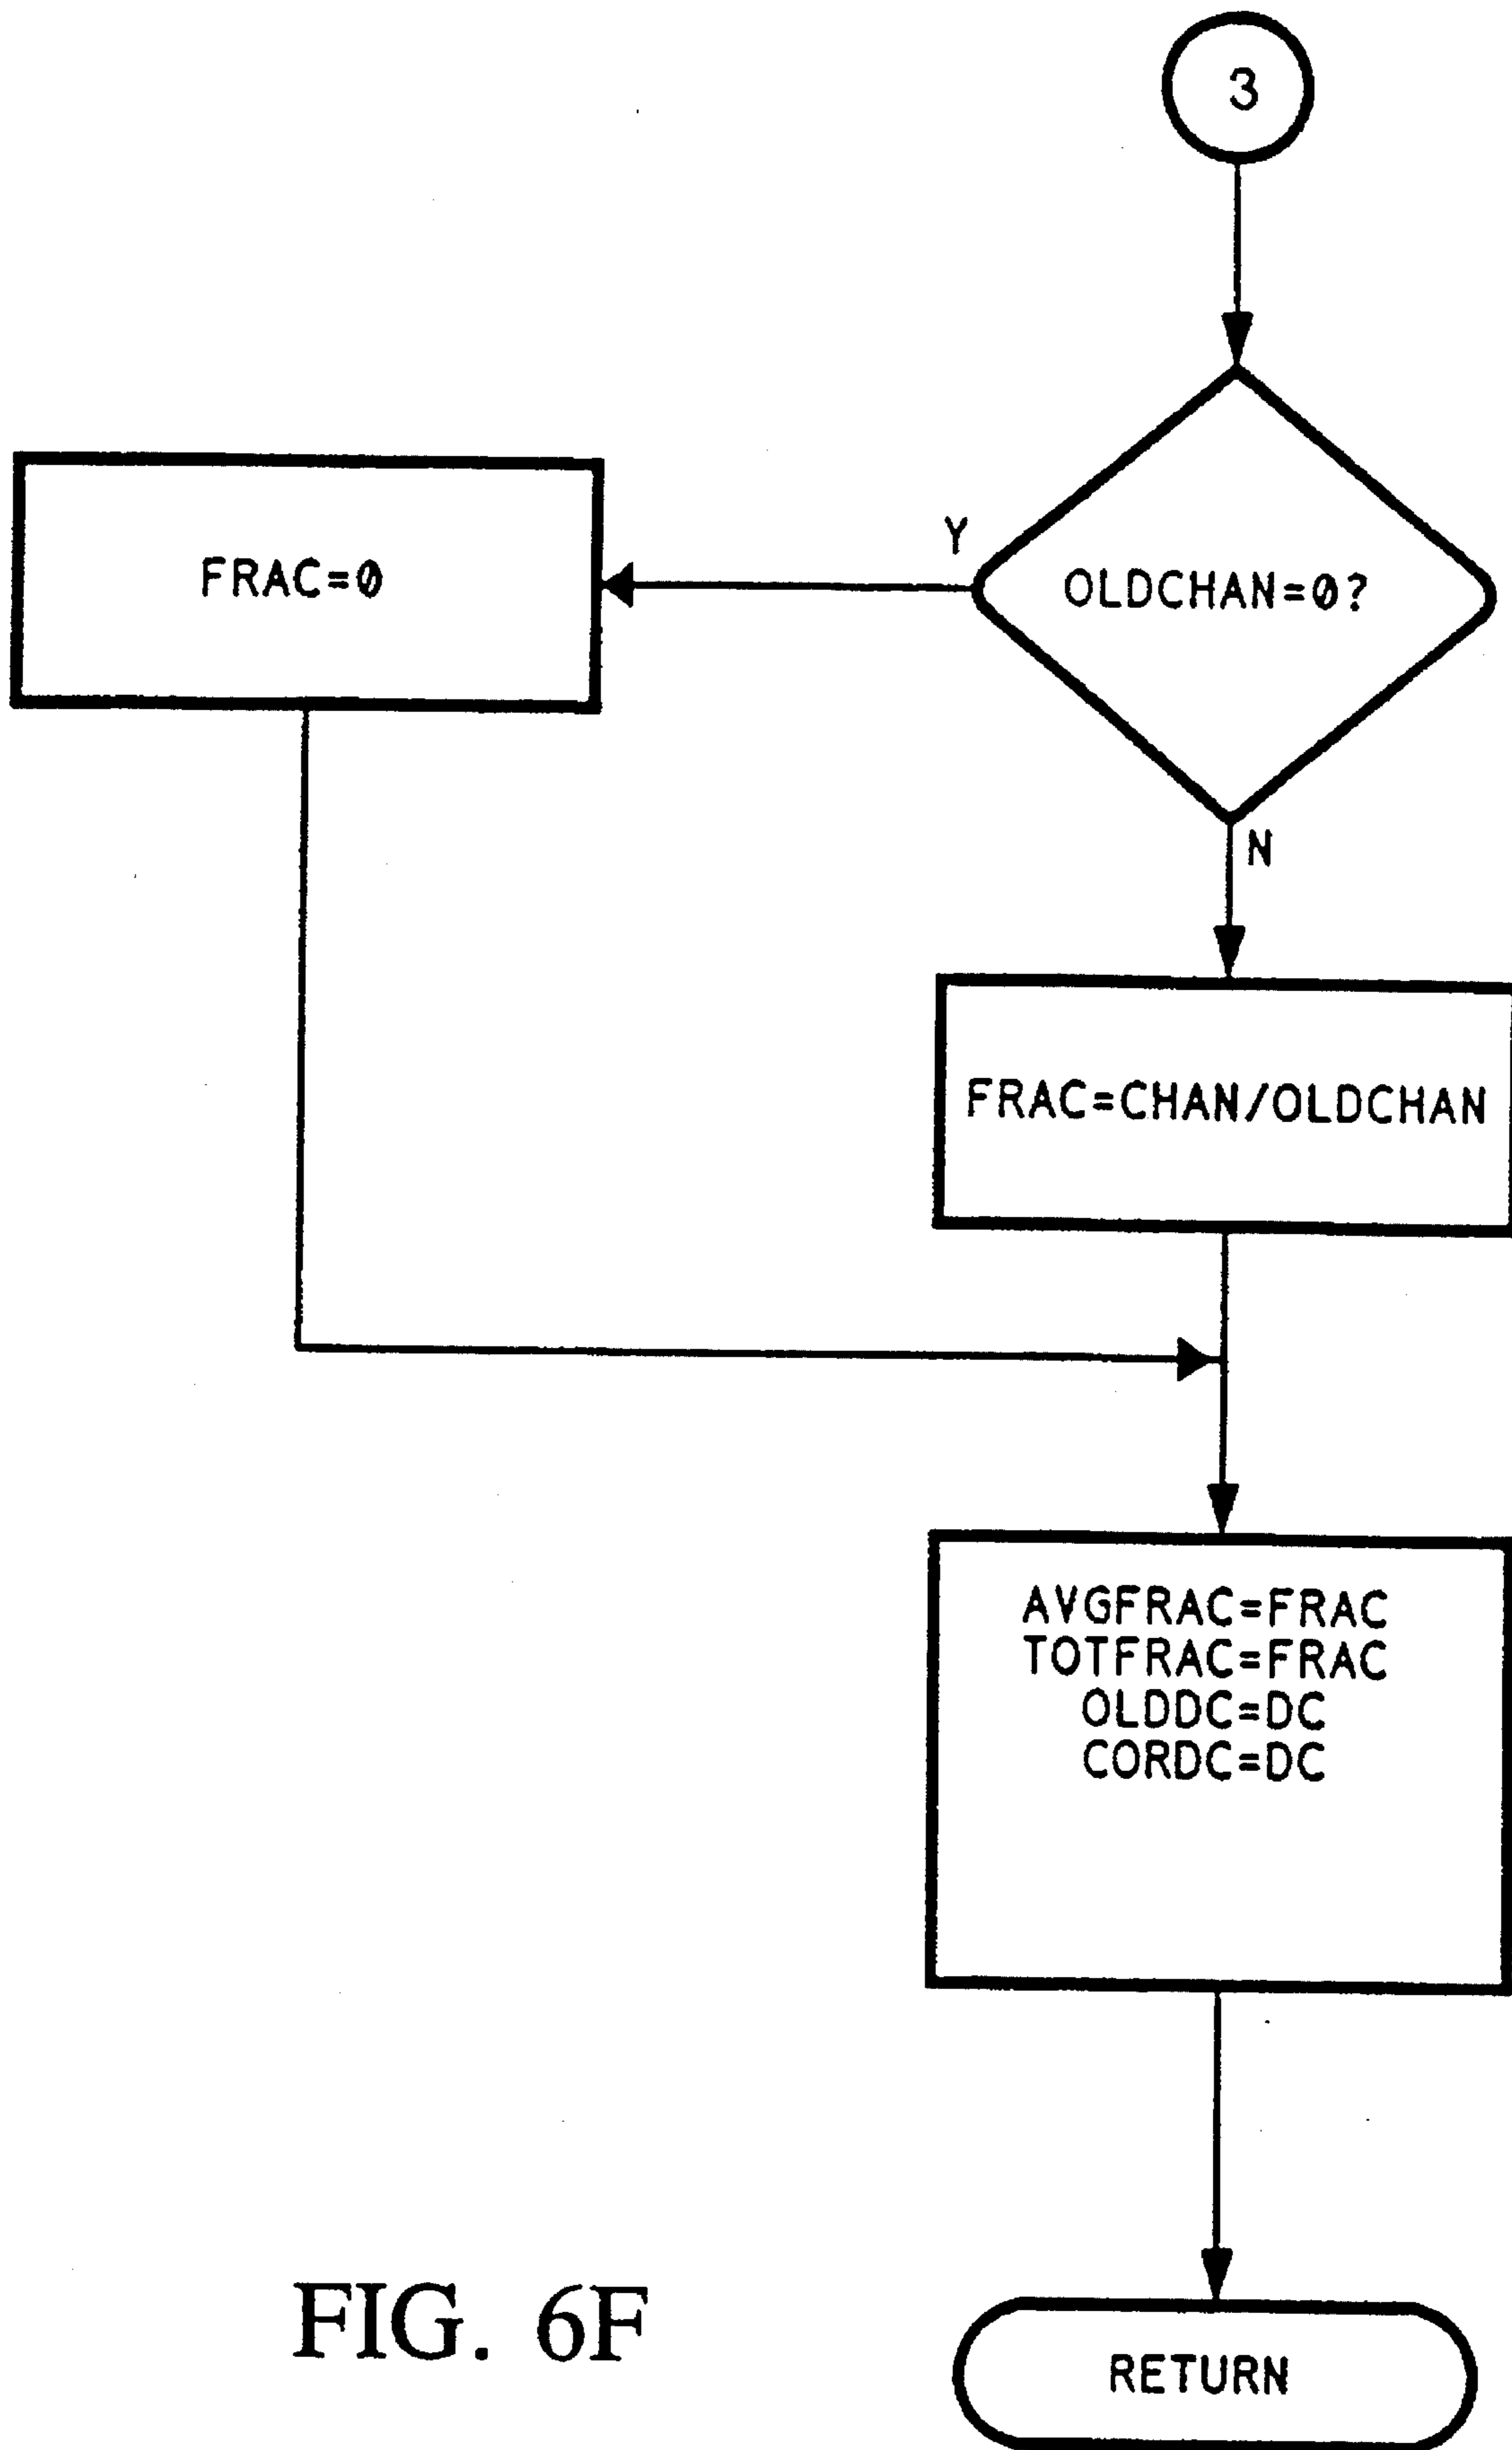 3
OLDCHAN=0?
Y
FRAC=0
N
FRAC=CHAN/OLDCHAN
AVGFRAC=FRAC
TOTFRAC=FRAC
OLDDC=DC
CORDC=DC
RETURN
FIG. 6F